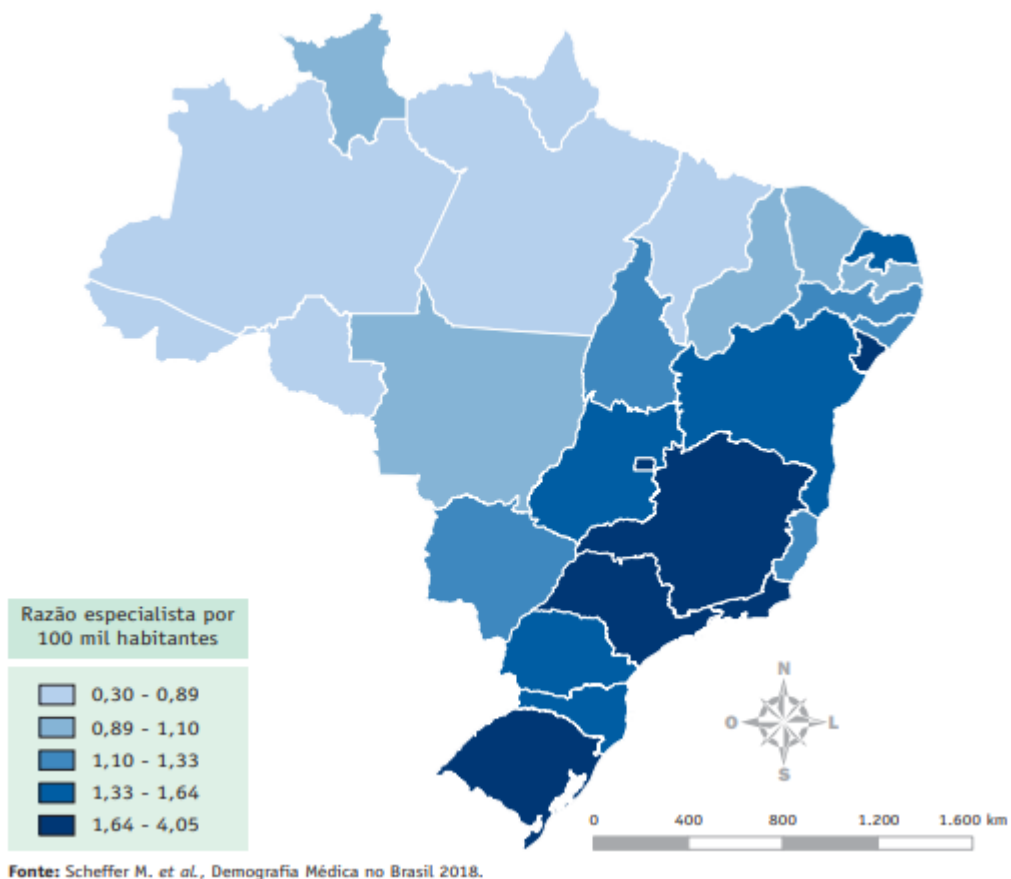 Razão especialista por
100 mil habitantes
0,30 - 0,89
0,89 - 1,10
1,10 - 1,33
1,33 - 1,64
1,64 - 4,05
N
O
L
S
0 400 800 1.200 1.600 km
Fonte: Scheffer M. et al., Demografia Médica no Brasil 2018.